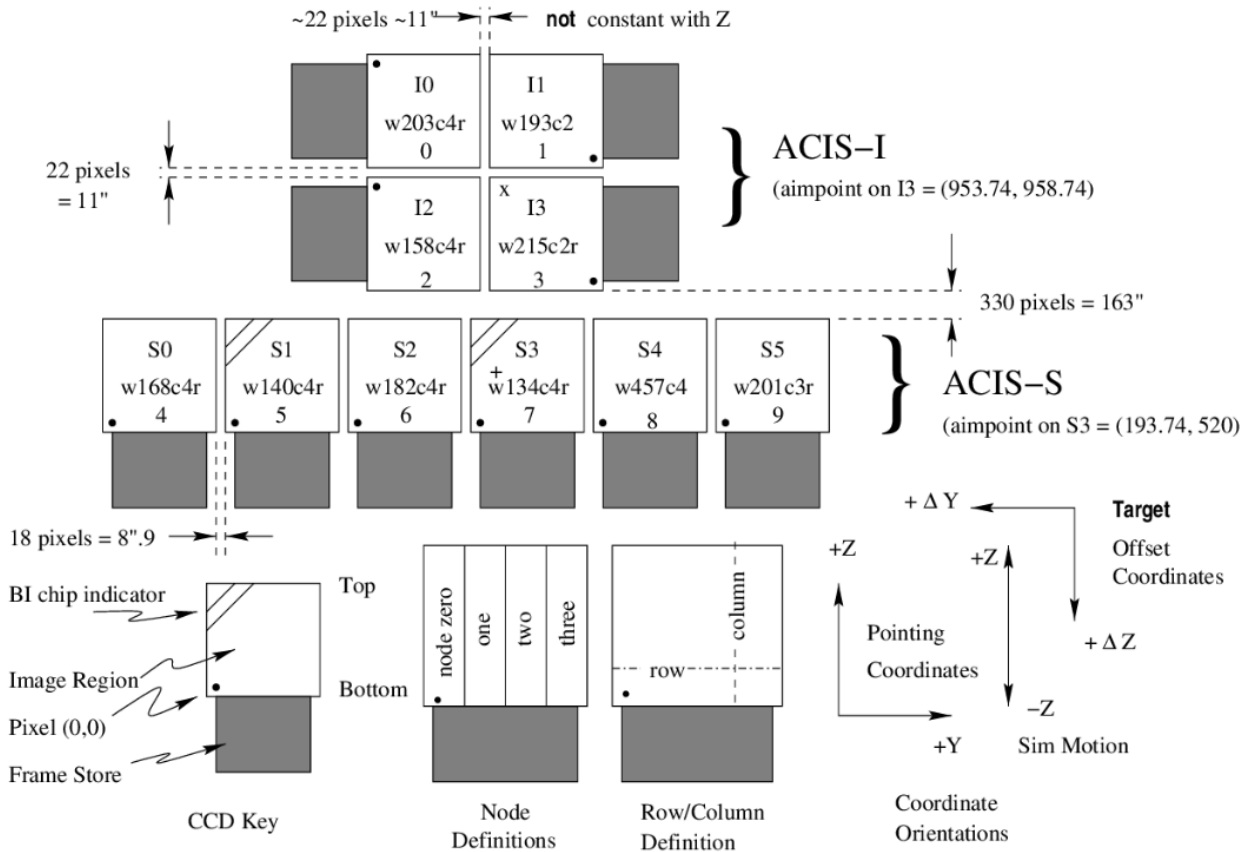 ~22 pixels ~11"
not constant with Z
I0
w203c4r
0
I1
w193c2
1
22 pixels
= 11"
I2
w158c4r
2
x
I3
w215c2r
3
ACIS–I
(aimpoint on I3 = (953.74, 958.74)
330 pixels = 163"
S0
w168c4r
4
S1
w140c4r
5
S2
w182c4r
6
S3
+
w134c4r
7
S4
w457c4
8
S5
w201c3r
9
ACIS–S
(aimpoint on S3 = (193.74, 520)
18 pixels = 8".9
BI chip indicator
Image Region
Pixel (0,0)
Frame Store
Top
Bottom
CCD Key
node zero
one
two
three
Node
Definitions
row
column
Row/Column
Definition
+Z
Pointing
Coordinates
+Y
+Z
–Z
Sim Motion
+ Δ Y
+ Δ Z
Target
Offset
Coordinates
Coordinate
Orientations